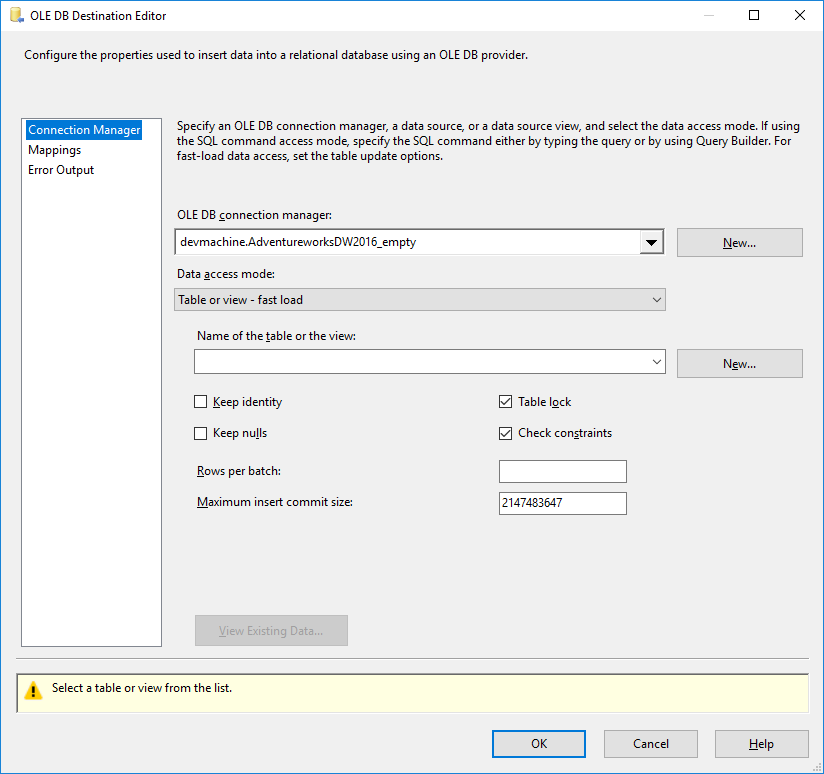 OLE DB Destination Editor
Configure the properties used to insert data into a relational database using an OLE DB provider.
Connection Manager
Mappings
Error Output
Specify an OLE DB connection manager, a data source, or a data source view, and select the data access mode. If using
the SQL command access mode, specify the SQL command either by typing the query or by using Query Builder. For
fast-load data access, set the table update options.
OLE DB connection manager:
devmachine.AdventureworksDW2016_empty
New...
Data access mode:
Table or view - fast load
Name of the table or the view:
New...
Keep identity
Table lock
Keep nulls
Check constraints
Rows per batch:
Maximum insert commit size:
2147483647
View Existing Data...
Select a table or view from the list.
OK
Cancel
Help